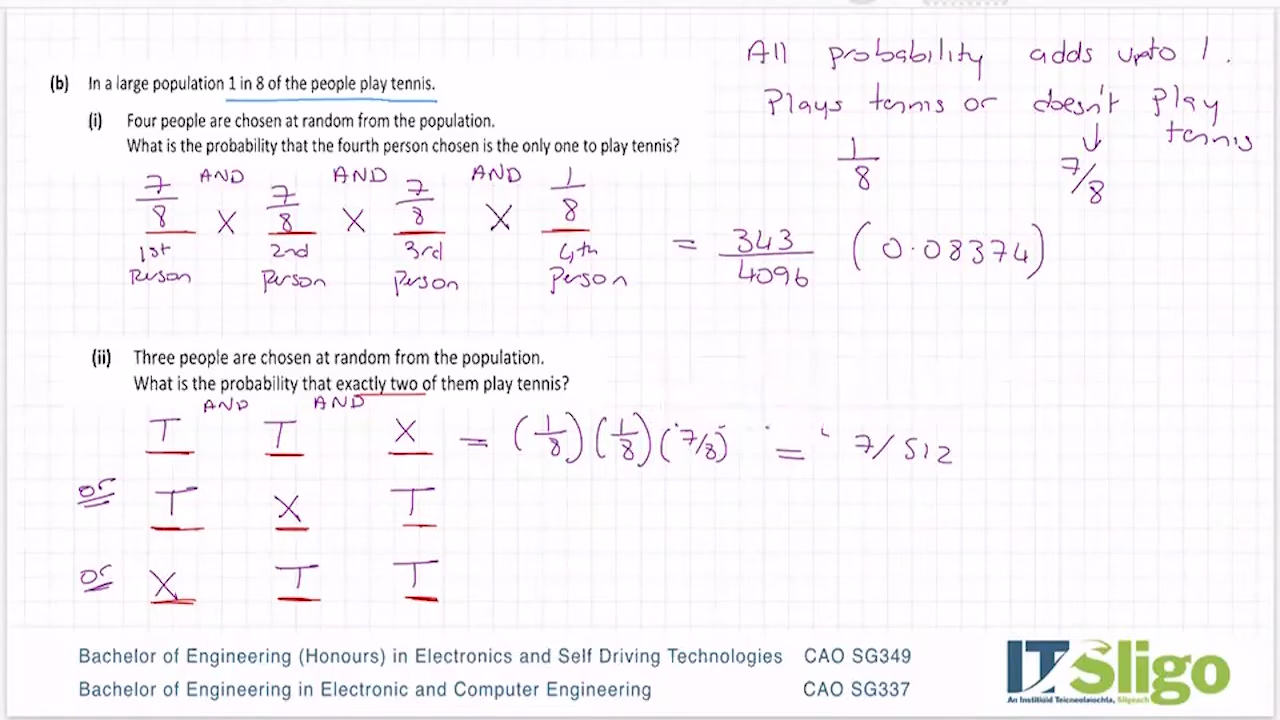 All probability adds upto 1.
(b) In a large population 1 in 8 of the people play tennis.
Plays tennis or doesn't play tennis
1/8 7/8
(i) Four people are chosen at random from the population.
What is the probability that the fourth person chosen is the only one to play tennis?
AND AND AND
7/8 X 7/8 X 7/8 X 1/8 = 343/4096 (0.08374)
1st Person 2nd Person 3rd Person 4th Person
(ii) Three people are chosen at random from the population.
What is the probability that exactly two of them play tennis?
AND AND
T T X = (1/8)(1/8)(7/8) = 7/512
or T X T
or X T T
Bachelor of Engineering (Honours) in Electronics and Self Driving Technologies CAO SG349
Bachelor of Engineering in Electronic and Computer Engineering CAO SG337
IT Sligo
An Institiúid Teicneolaíochta, Sligeach